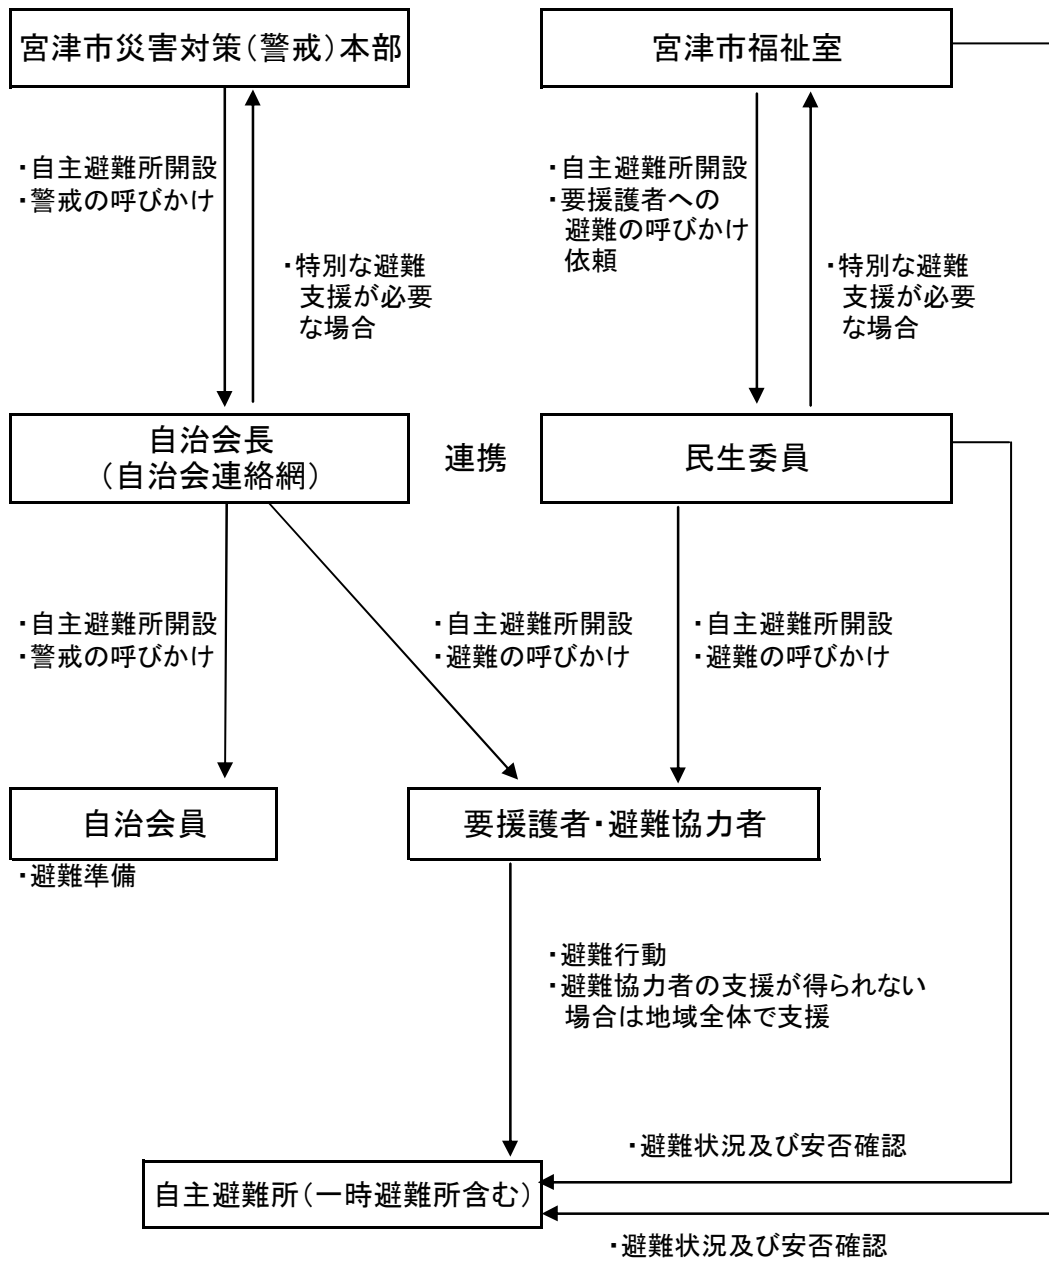 宮津市災害対策(警戒)本部
宮津市福祉室
・自主避難所開設
・警戒の呼びかけ
・特別な避難
支援が必要
な場合
・自主避難所開設
・要援護者への
避難の呼びかけ
依頼
・特別な避難
支援が必要
な場合
自治会長
(自治会連絡網)
連携
民生委員
・自主避難所開設
・警戒の呼びかけ
・自主避難所開設
・避難の呼びかけ
・自主避難所開設
・避難の呼びかけ
自治会員
・避難準備
要援護者・避難協力者
・避難行動
・避難協力者の支援が得られない
場合は地域全体で支援
・避難状況及び安否確認
自主避難所(一時避難所含む)
・避難状況及び安否確認